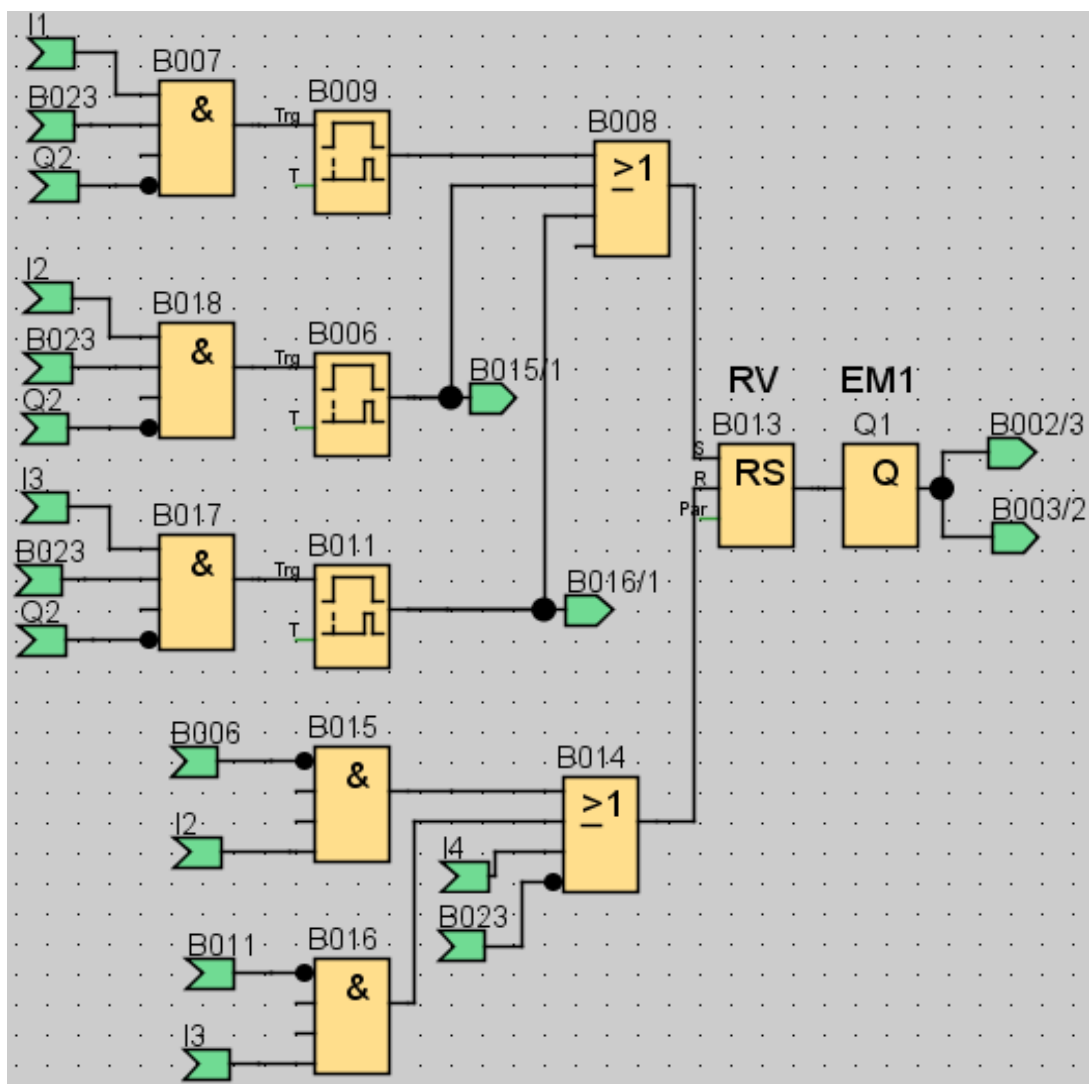 I1
B007
B023
&
B009
Trg
B008
Q2
T
≥1
I2
B018
B023
&
B006
Trg
B015/1
Q2
T
RV
EM1
B013
Q1
B002/3
S
RS
Q
R
Par
B003/2
I3
B017
B023
&
B011
Trg
B016/1
Q2
T
B006
B015
B014
&
≥1
I2
I4
B023
B011
B016
&
I3